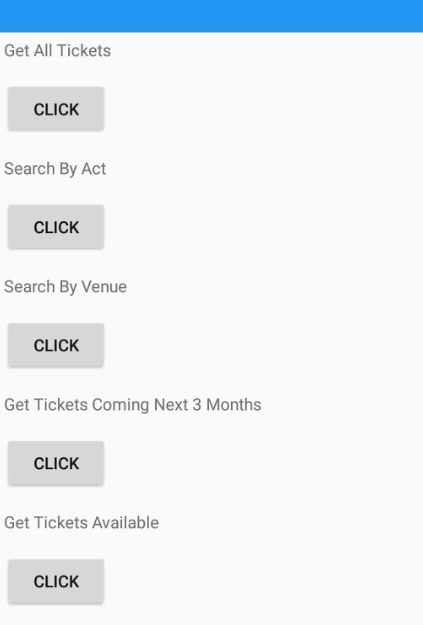 Get All Tickets
CLICK
Search By Act
CLICK
Search By Venue
CLICK
Get Tickets Coming Next 3 Months
CLICK
Get Tickets Available
CLICK